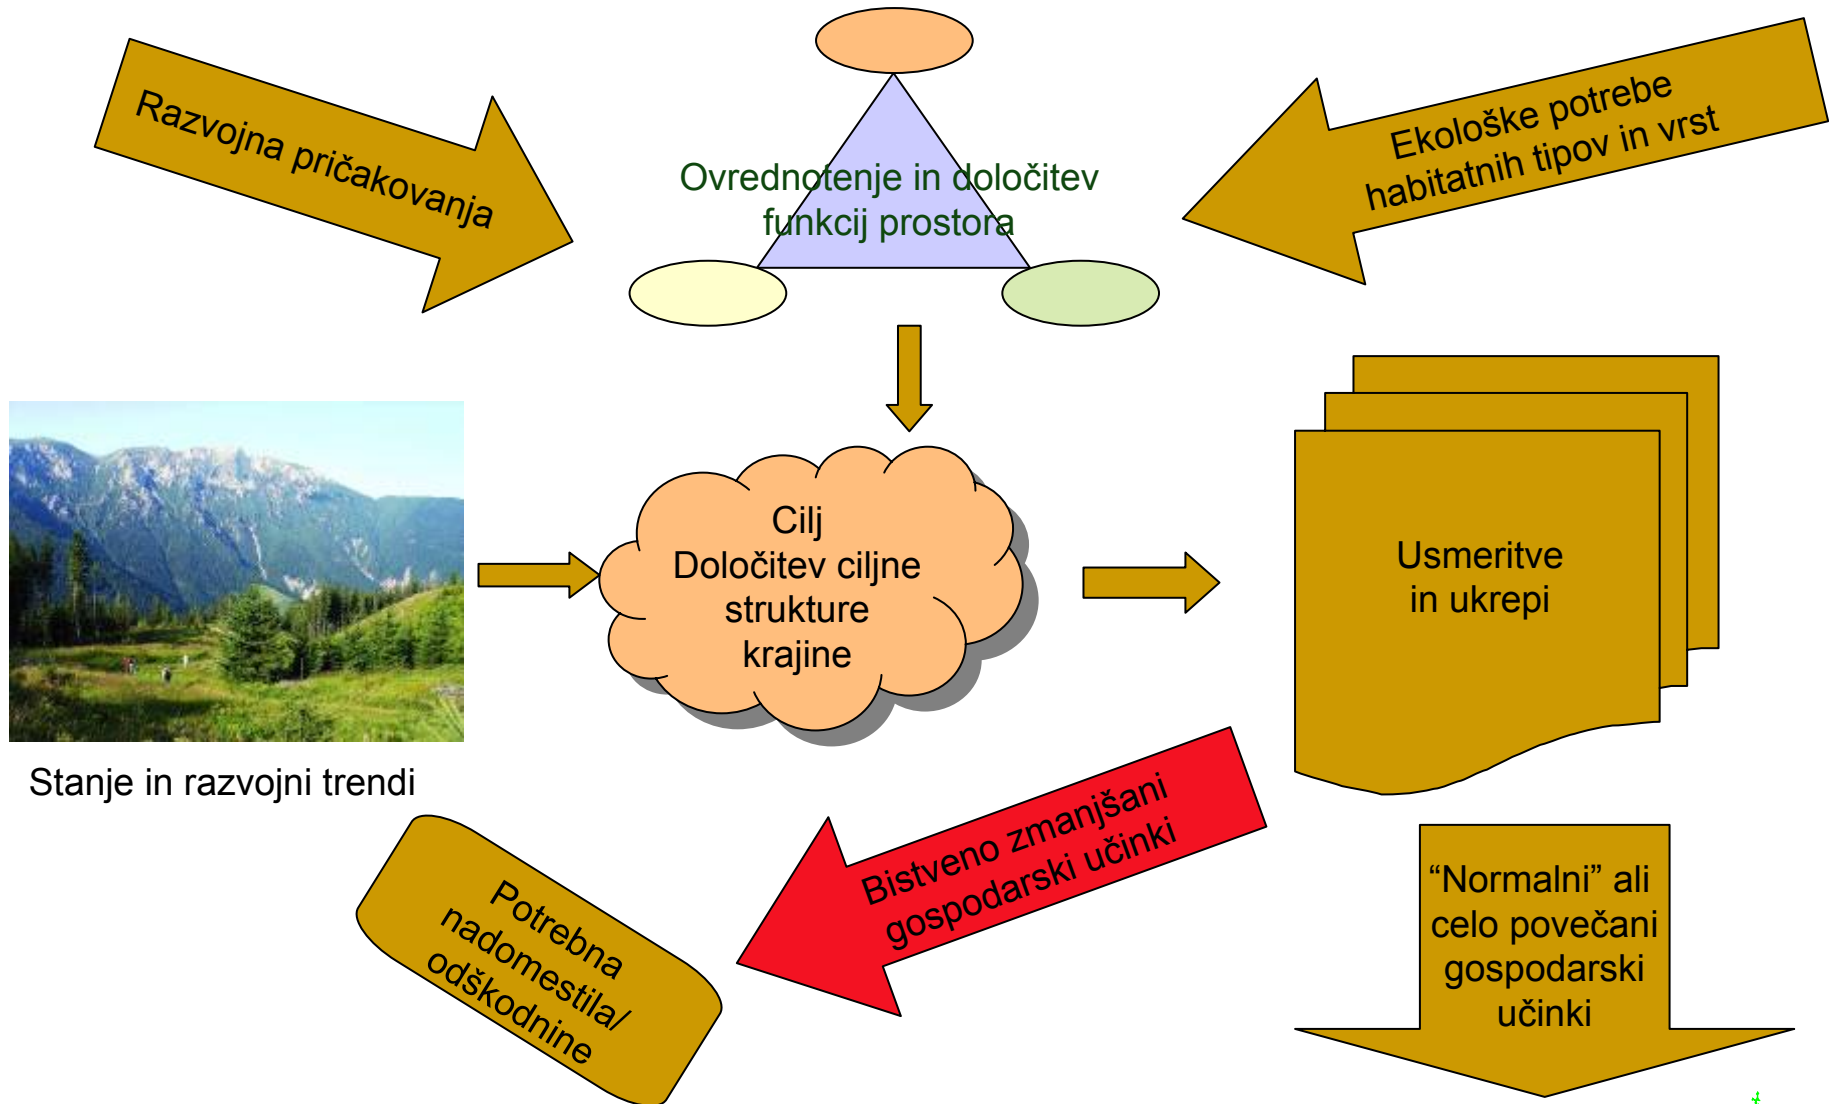 Razvojna pričakovanja
Ovrednotenje in določitev
funkcij prostora
Ekološke potrebe
habitatnih tipov in vrst
Cilj
Določitev ciljne
strukture
krajine
Usmeritve
in ukrepi
Stanje in razvojni trendi
Bistveno zmanjšani
gospodarski učinki
Potrebna
nadomestila/
odškodnine
“Normalni” ali
celo povečani
gospodarski
učinki